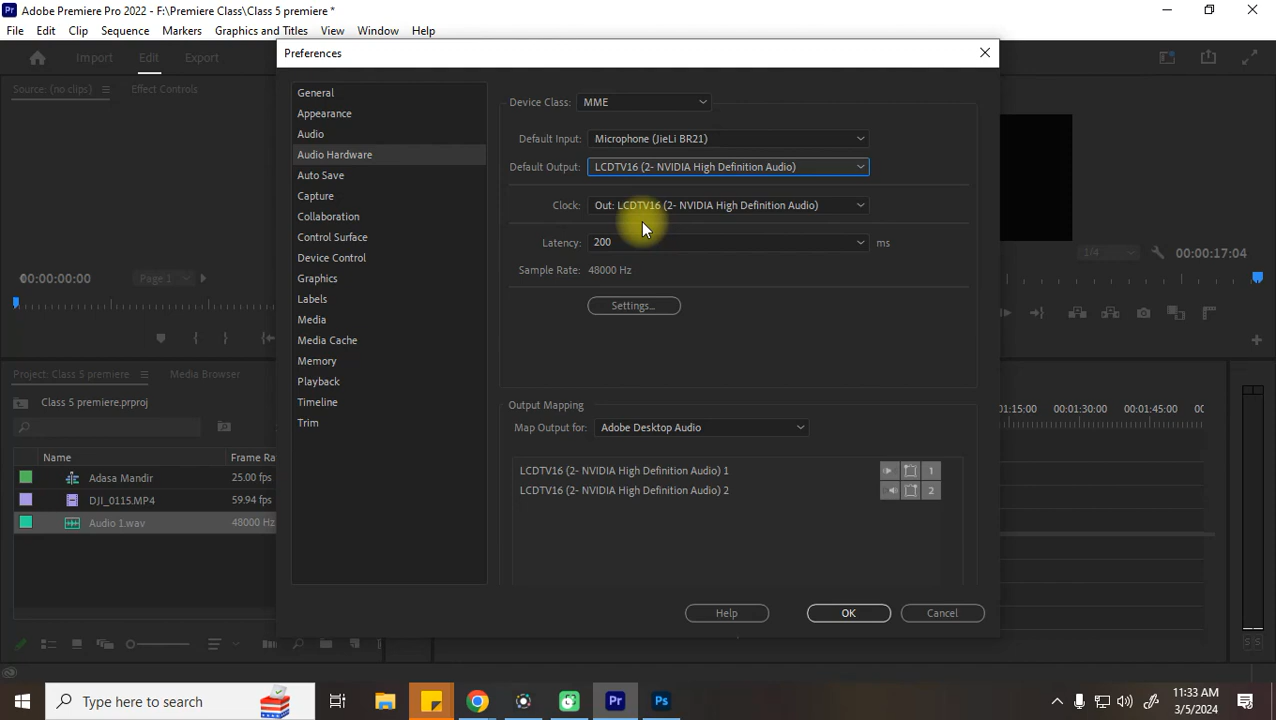 Pr Adobe Premiere Pro 2022 - F:\Premiere Class\Class 5 premiere *
File Edit Clip Sequence Markers Graphics and Titles View Window Help
Import Edit Export
Preferences
Source: (no clips) Effect Controls
General
Appearance
Audio
Audio Hardware
Auto Save
Capture
Collaboration
Control Surface
Device Control
Graphics
Labels
Media
Media Cache
Memory
Playback
Timeline
Trim
Device Class: MME
Default Input: Microphone (JieLi BR21)
Default Output: LCDTV16 (2- NVIDIA High Definition Audio)
Clock: Out: LCDTV16 (2- NVIDIA High Definition Audio)
Latency: 200 ms
Sample Rate: 48000 Hz
Settings...
Output Mapping
Map Output for: Adobe Desktop Audio
LCDTV16 (2- NVIDIA High Definition Audio) 1 1
LCDTV16 (2- NVIDIA High Definition Audio) 2 2
Help OK Cancel
00:00:00:00 Page 1
1/4 00:00:17:04
Project: Class 5 premiere Media Browser
Class 5 premiere.prproj
Name Frame Ra
Adasa Mandir 25.00 fps
DJI_0115.MP4 59.94 fps
Audio 1.wav 48000 Hz
:01:15:00 00:01:30:00 00:01:45:00 00
S S
Type here to search
Pr Ps
11:33 AM
3/5/2024